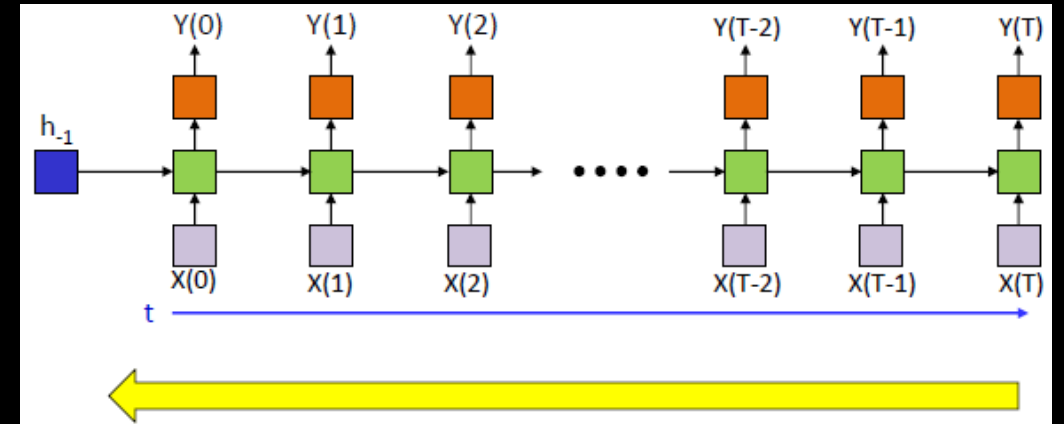 Y(0) Y(1) Y(2) Y(T-2) Y(T-1) Y(T)
h-1
X(0) X(1) X(2) X(T-2) X(T-1) X(T)
t